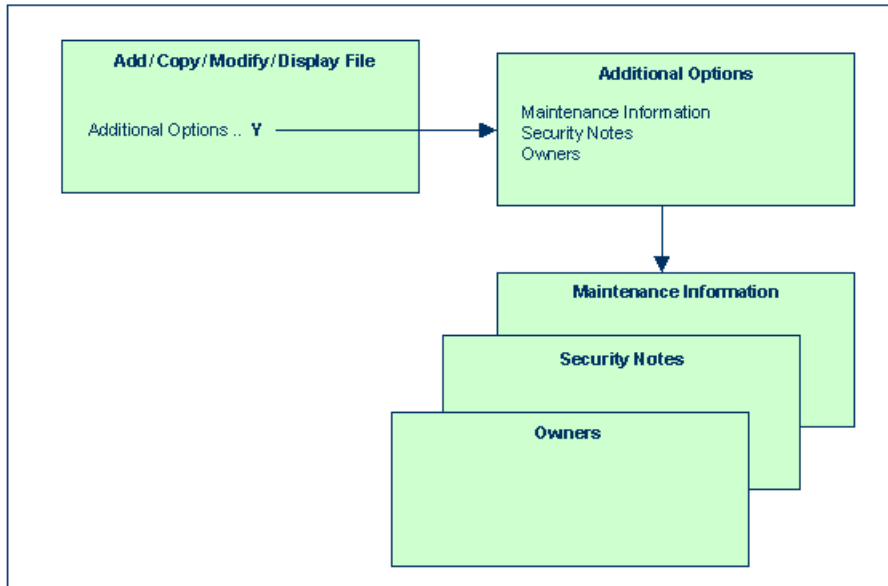 Add/Copy/Modify/Display File
Additional Options .. Y
Additional Options
Maintenance Information
Security Notes
Owners
Maintenance Information
Security Notes
Owners